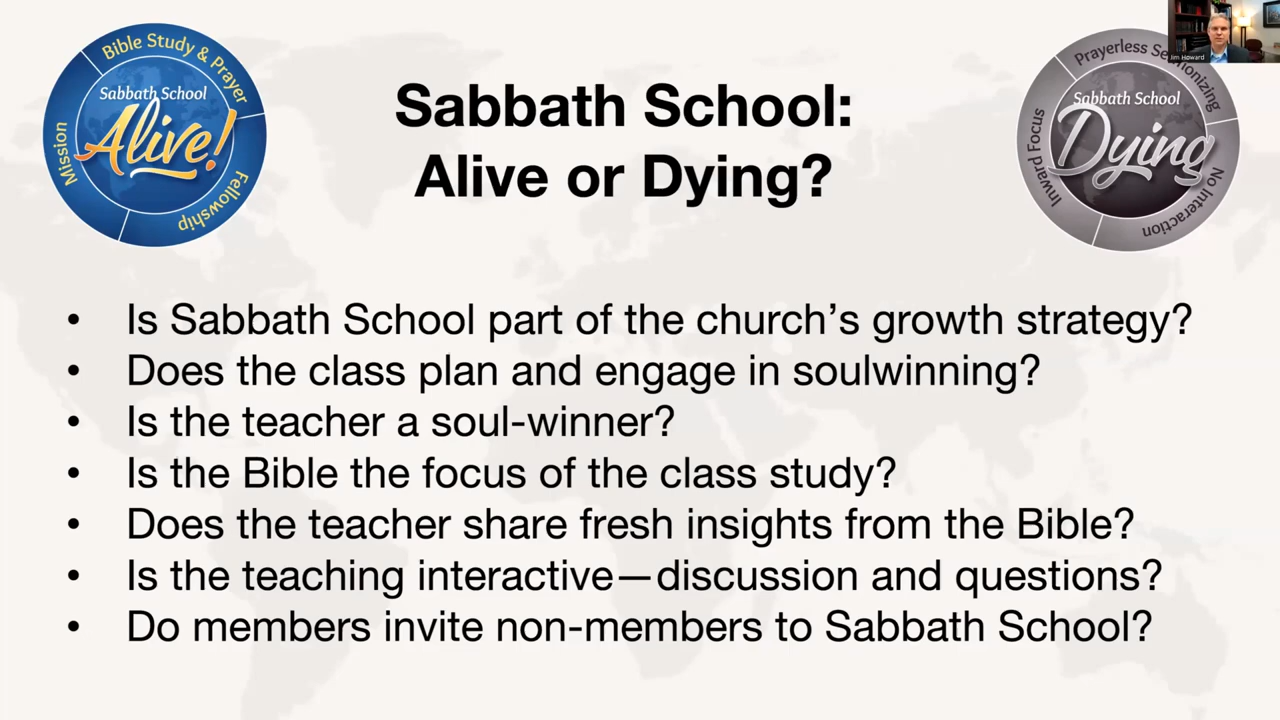 Bible Study & Prayer
Sabbath School
Alive!
Mission
Fellowship
Sabbath School:
Alive or Dying?
Prayerless Sermonizing
Sabbath School
Dying
Inward Focus
No Interaction
Jim Howard
• Is Sabbath School part of the church’s growth strategy?
• Does the class plan and engage in soulwinning?
• Is the teacher a soul-winner?
• Is the Bible the focus of the class study?
• Does the teacher share fresh insights from the Bible?
• Is the teaching interactive—discussion and questions?
• Do members invite non-members to Sabbath School?